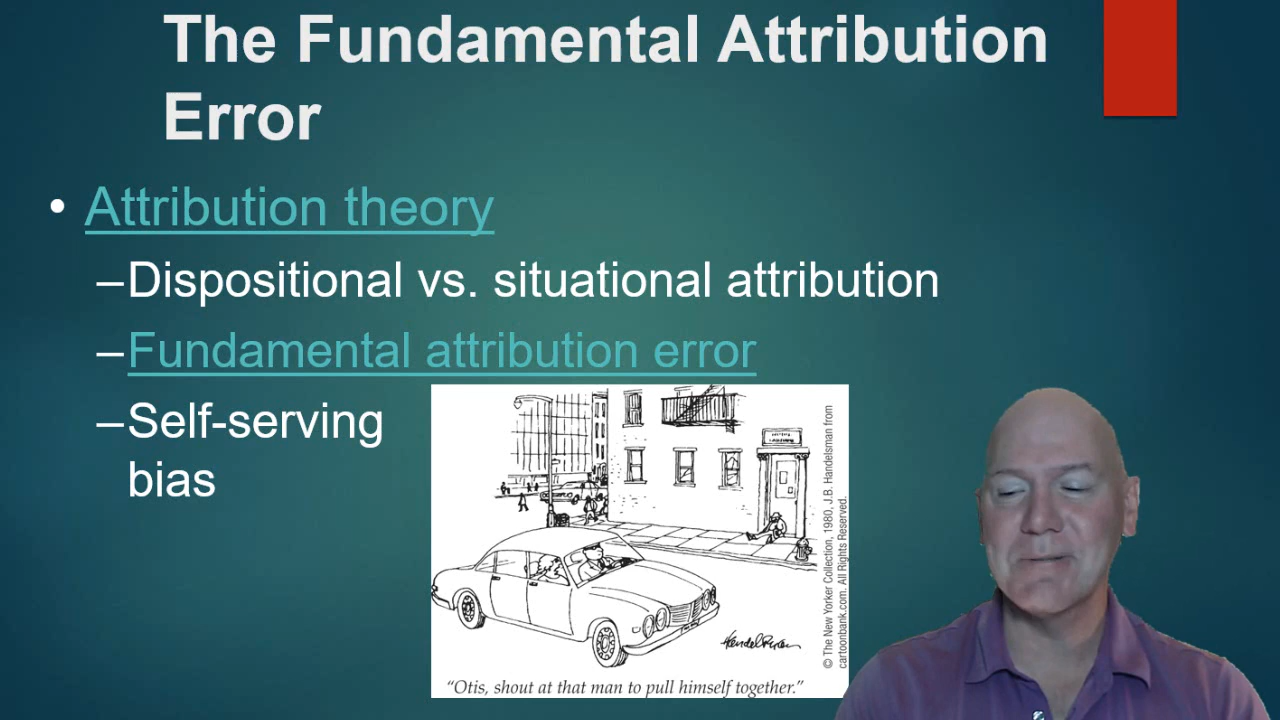 The Fundamental Attribution
Error
• Attribution theory
–Dispositional vs. situational attribution
–Fundamental attribution error
–Self-serving
bias
© The New Yorker Collection, 1980, J.B. Handelsman from
cartoonbank.com. All Rights Reserved.
Handelsman
“Otis, shout at that man to pull himself together.”